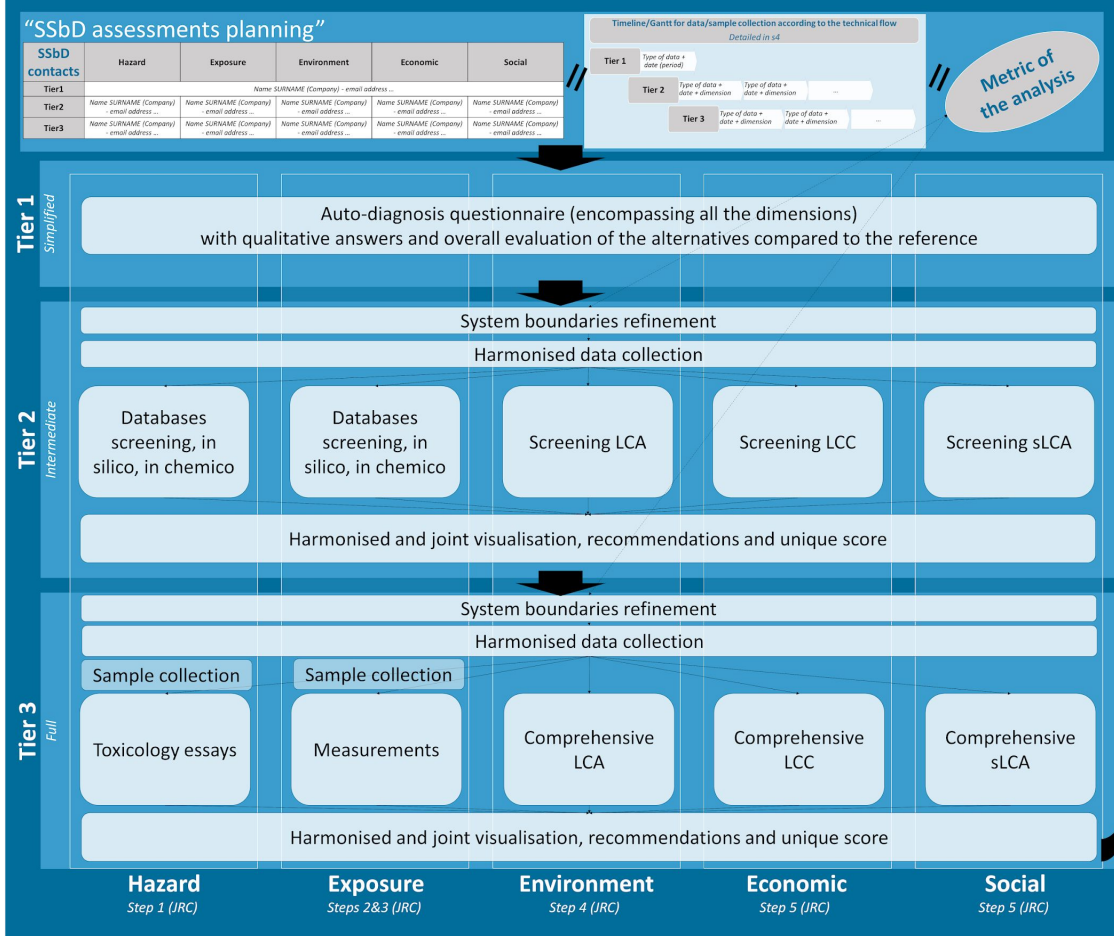 “SSbD assessments planning”
SSbD contacts
Hazard
Exposure
Environment
Economic
Social
Tier1
Name SURNAME (Company) - email address ...
Tier2
Name SURNAME (Company)
- email address ...
Name SURNAME (Company)
- email address ...
Name SURNAME (Company)
- email address ...
Name SURNAME (Company)
- email address ...
Name SURNAME (Company)
- email address ...
Tier3
Name SURNAME (Company)
- email address ...
Name SURNAME (Company)
- email address ...
Name SURNAME (Company)
- email address ...
Name SURNAME (Company)
- email address ...
Name SURNAME (Company)
- email address ...
//
Timeline/Gantt for data/sample collection according to the technical flow
Detailed in s4
Tier 1
Type of data +
date (period)
Tier 2
Type of data +
date + dimension
Type of data +
date + dimension
...
Tier 3
Type of data +
date + dimension
Type of data +
date + dimension
...
//
Metric of
the analysis
Tier 1
Simplified
Auto-diagnosis questionnaire (encompassing all the dimensions)
with qualitative answers and overall evaluation of the alternatives compared to the reference
Tier 2
Intermediate
System boundaries refinement
Harmonised data collection
Databases
screening, in
silico, in chemico
Databases
screening, in
silico, in chemico
Screening LCA
Screening LCC
Screening sLCA
Harmonised and joint visualisation, recommendations and unique score
Tier 3
Full
System boundaries refinement
Harmonised data collection
Sample collection
Sample collection
Toxicology essays
Measurements
Comprehensive
LCA
Comprehensive
LCC
Comprehensive
sLCA
Harmonised and joint visualisation, recommendations and unique score
Hazard
Step 1 (JRC)
Exposure
Steps 2&3 (JRC)
Environment
Step 4 (JRC)
Economic
Step 5 (JRC)
Social
Step 5 (JRC)